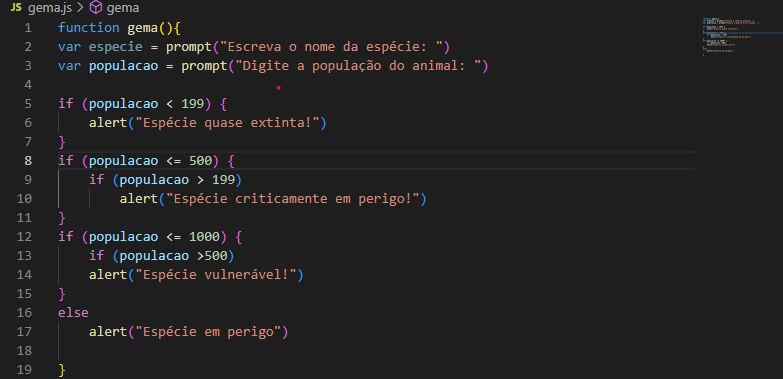 JS gema.js > gema
1 function gema(){
2 var especie = prompt("Escreva o nome da espécie: ")
3 var populacao = prompt("Digite a população do animal: ")
4
5 if (populacao < 199) {
6 alert("Espécie quase extinta!")
7 }
8 if (populacao <= 500) {
9 if (populacao > 199)
10 alert("Espécie criticamente em perigo!")
11 }
12 if (populacao <= 1000) {
13 if (populacao >500)
14 alert("Espécie vulnerável!")
15 }
16 else
17 alert("Espécie em perigo")
18
19 }